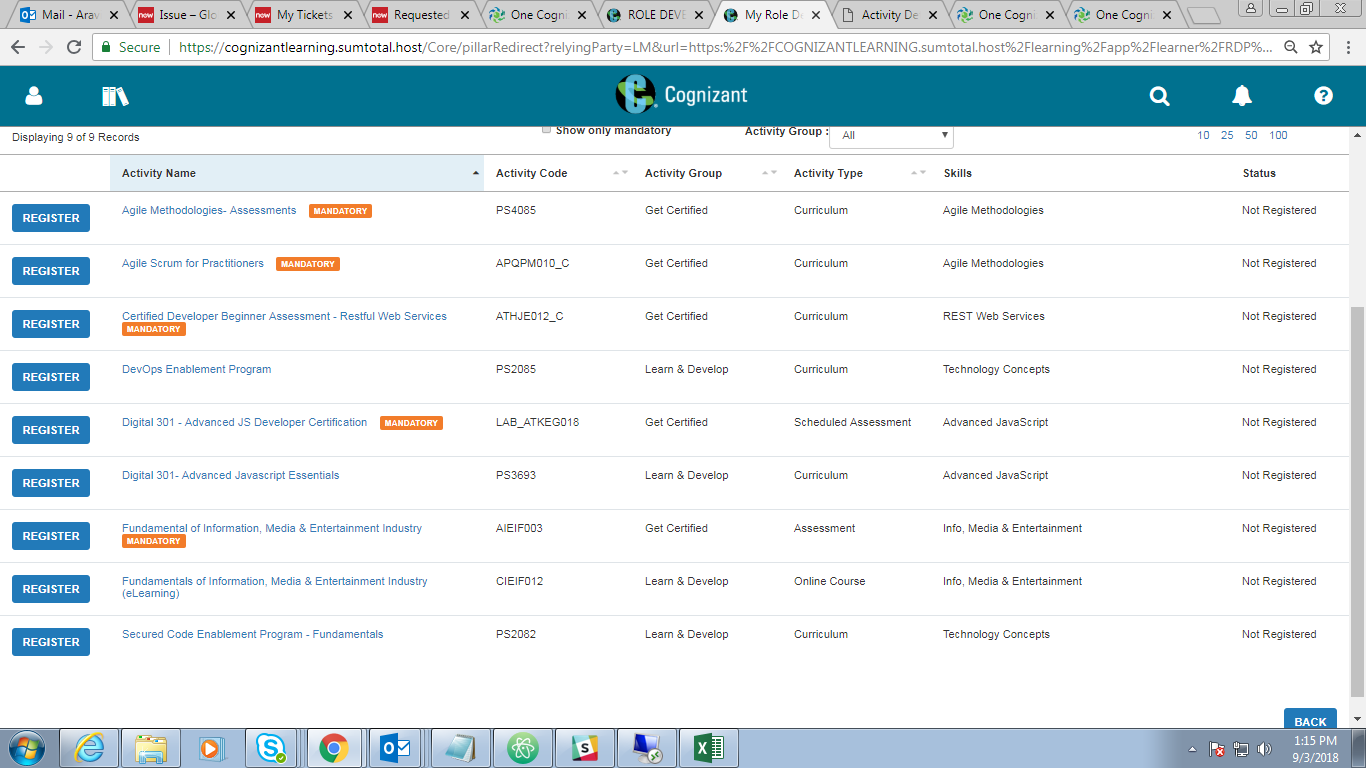 Mail - Arav
Issue – Glo
My Tickets
Requested
One Cogni
ROLE DEVE
My Role De
Activity De
One Cogni
One Cogni
Secure
https://cognizantlearning.sumtotal.host/Core/pillarRedirect?relyingParty=LM&url=https:%2F%2FCOGNIZANTLEARNING.sumtotal.host%2Flearning%2Fapp%2Flearner%2FRDP%...
Cognizant
Displaying 9 of 9 Records
Show only mandatory
Activity Group :
All
10 25 50 100
Activity Name Activity Code Activity Group Activity Type Skills Status
REGISTER Agile Methodologies- Assessments MANDATORY PS4085 Get Certified Curriculum Agile Methodologies Not Registered
REGISTER Agile Scrum for Practitioners MANDATORY APQPM010_C Get Certified Curriculum Agile Methodologies Not Registered
REGISTER Certified Developer Beginner Assessment - Restful Web Services ATHJE012_C Get Certified Curriculum REST Web Services Not Registered
MANDATORY
REGISTER DevOps Enablement Program PS2085 Learn & Develop Curriculum Technology Concepts Not Registered
REGISTER Digital 301 - Advanced JS Developer Certification MANDATORY LAB_ATKEG018 Get Certified Scheduled Assessment Advanced JavaScript Not Registered
REGISTER Digital 301- Advanced Javascript Essentials PS3693 Learn & Develop Curriculum Advanced JavaScript Not Registered
REGISTER Fundamental of Information, Media & Entertainment Industry AIEIF003 Get Certified Assessment Info, Media & Entertainment Not Registered
MANDATORY
REGISTER Fundamentals of Information, Media & Entertainment Industry CIEIF012 Learn & Develop Online Course Info, Media & Entertainment Not Registered
(eLearning)
REGISTER Secured Code Enablement Program - Fundamentals PS2082 Learn & Develop Curriculum Technology Concepts Not Registered
BACK
1:15 PM
9/3/2018